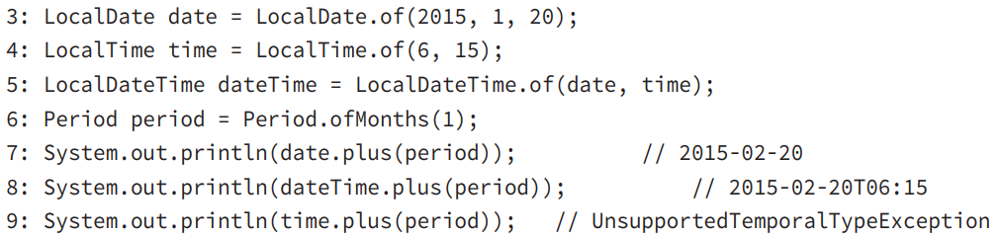 3: LocalDate date = LocalDate.of(2015, 1, 20);
4: LocalTime time = LocalTime.of(6, 15);
5: LocalDateTime dateTime = LocalDateTime.of(date, time);
6: Period period = Period.ofMonths(1);
7: System.out.println(date.plus(period)); // 2015-02-20
8: System.out.println(dateTime.plus(period)); // 2015-02-20T06:15
9: System.out.println(time.plus(period)); // UnsupportedTemporalTypeException